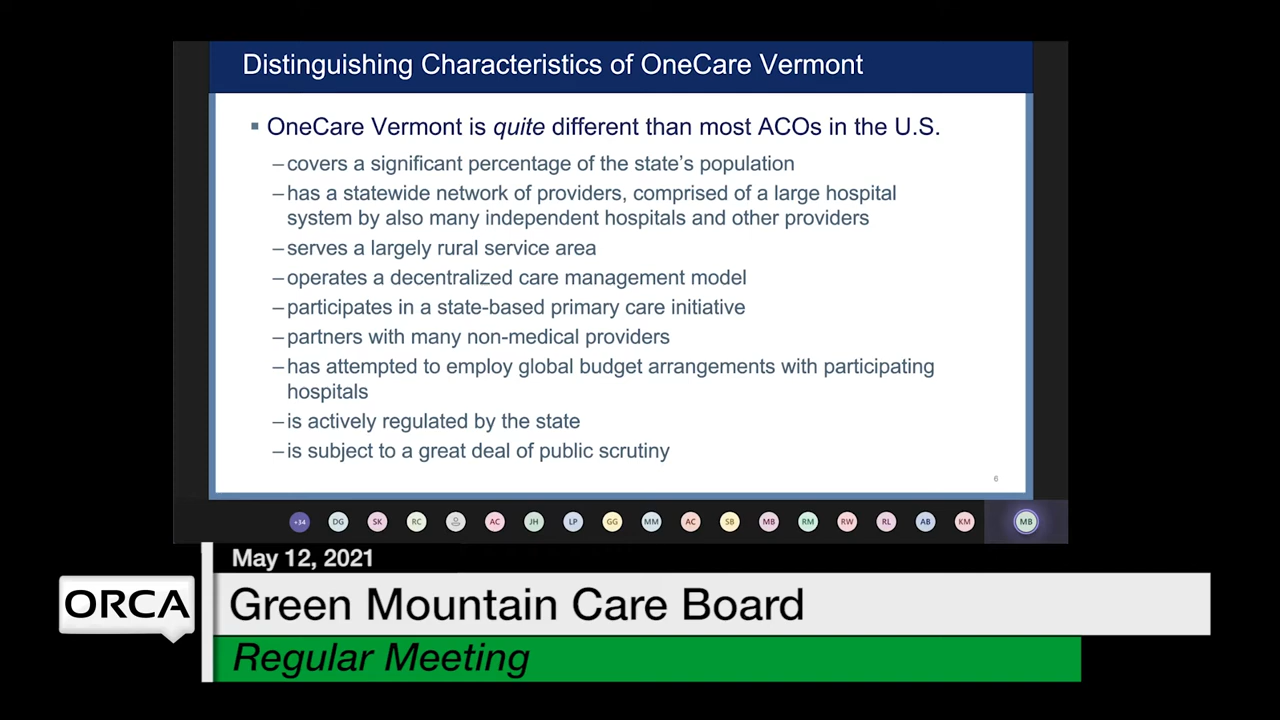 Distinguishing Characteristics of OneCare Vermont
▪ OneCare Vermont is quite different than most ACOs in the U.S.
–covers a significant percentage of the state's population
–has a statewide network of providers, comprised of a large hospital
system by also many independent hospitals and other providers
–serves a largely rural service area
–operates a decentralized care management model
–participates in a state-based primary care initiative
–partners with many non-medical providers
–has attempted to employ global budget arrangements with participating
hospitals
–is actively regulated by the state
–is subject to a great deal of public scrutiny
6
+34 DG SK RC AC JH LP GG MM AC SB MB RM RW RL AB KM MB
May 12, 2021
ORCA
Green Mountain Care Board
Regular Meeting